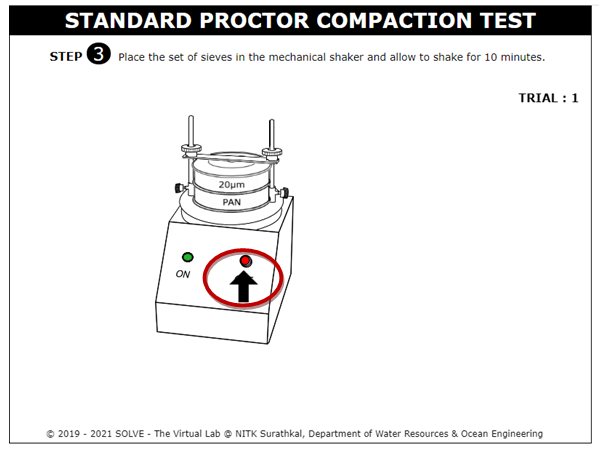 STANDARD PROCTOR COMPACTION TEST
STEP 3 Place the set of sieves in the mechanical shaker and allow to shake for 10 minutes.
TRIAL : 1
20µm
PAN
ON
© 2019 - 2021 SOLVE - The Virtual Lab @ NITK Surathkal, Department of Water Resources & Ocean Engineering